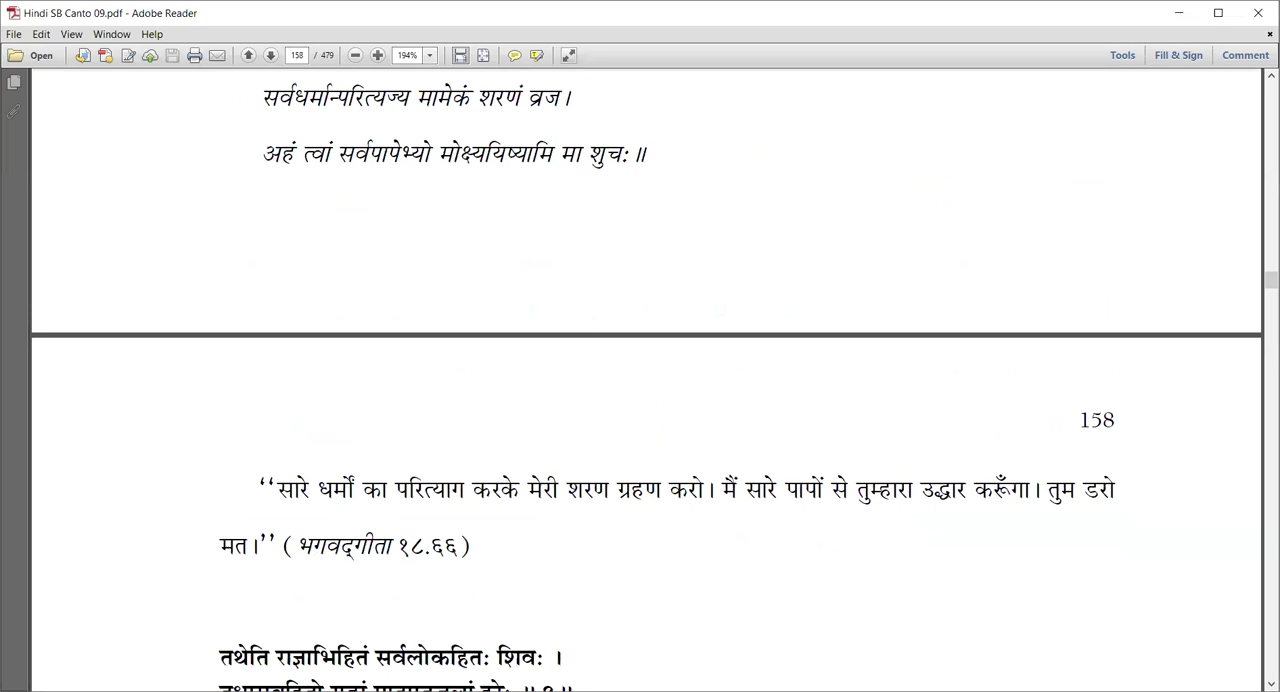 Hindi SB Canto 09.pdf - Adobe Reader
File Edit View Window Help
Open 158 / 479 194% Tools Fill & Sign Comment
सर्वधर्मान्परित्यज्य मामेकं शरणं व्रज।
अहं त्वां सर्वपापेभ्यो मोक्ष्ययिष्यामि मा शुचः॥
158
‘‘सारे धर्मों का परित्याग करके मेरी शरण ग्रहण करो। मैं सारे पापों से तुम्हारा उद्धार करूँगा। तुम डरो
मत।’’ (भगवद्‌गीता १८.६६)
तथेति राज्ञाभिहितं सर्वलोकहितः शिवः ।